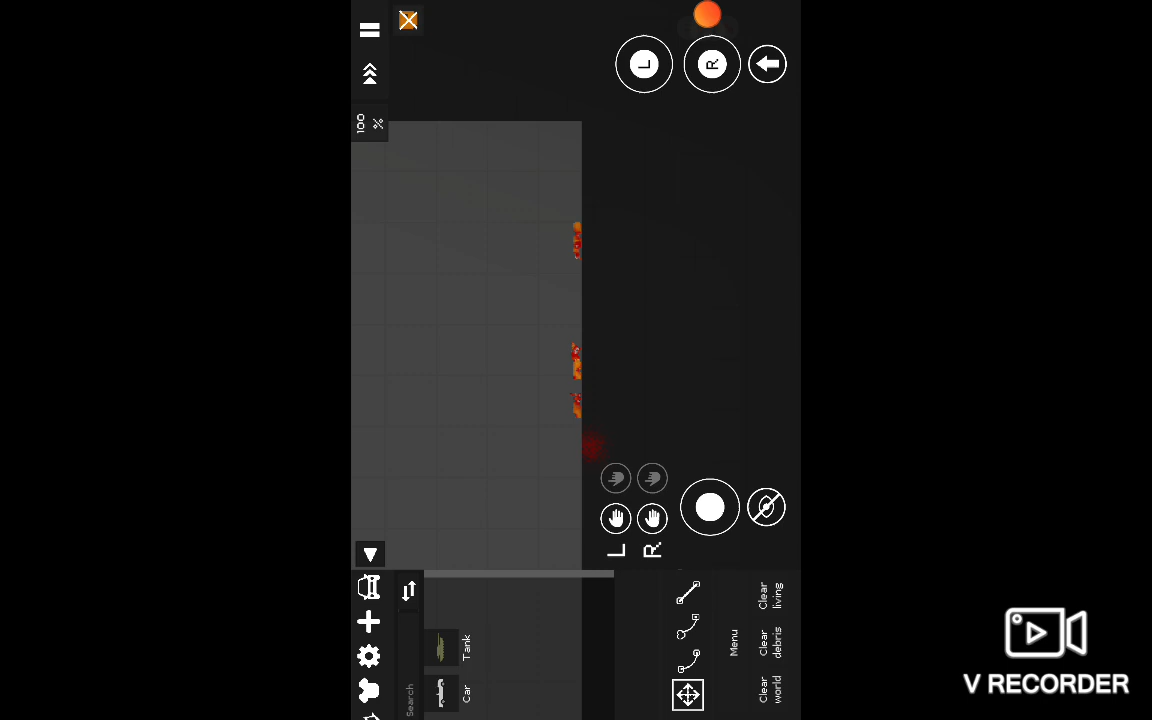 100
%
L
R
L
R
Search
Tank
Car
Menu
Clear
living
Clear
debris
Clear
world
V RECORDER